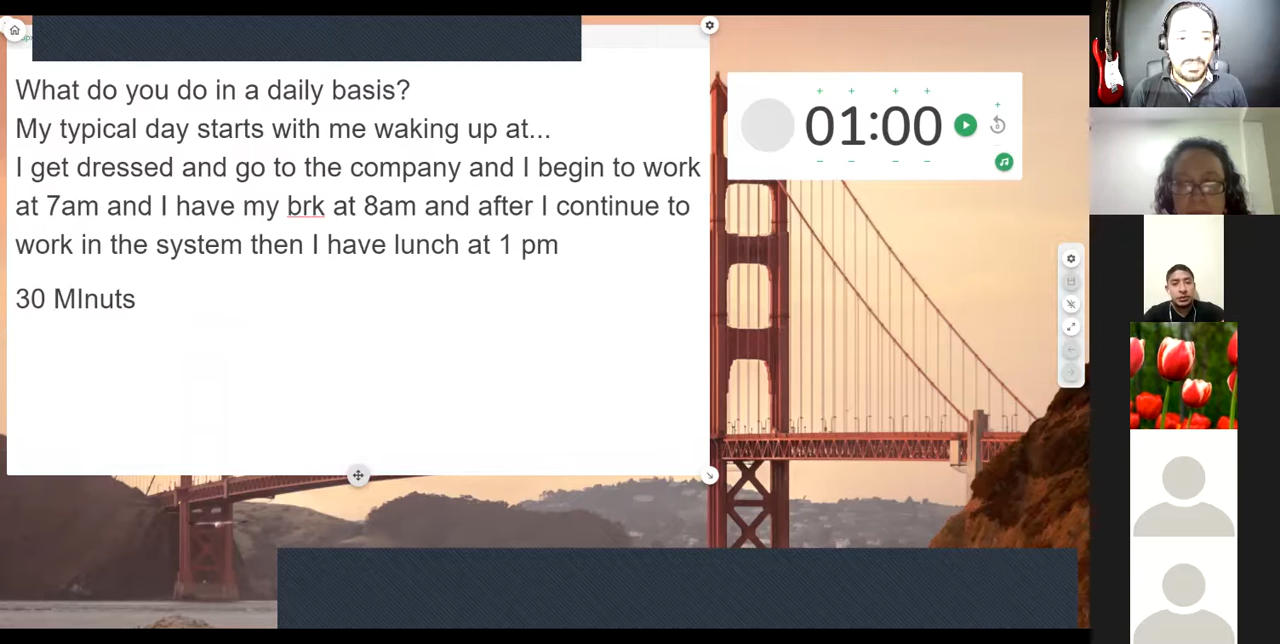 What do you do in a daily basis?
My typical day starts with me waking up at...
I get dressed and go to the company and I begin to work
at 7am and I have my brk at 8am and after I continue to
work in the system then I have lunch at 1 pm
30 MInuts
01:00